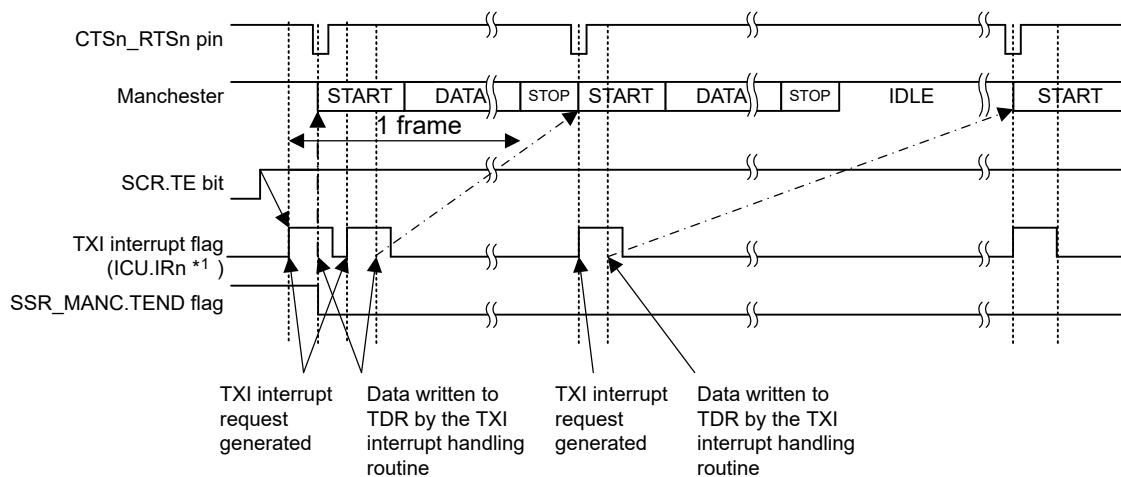 CTSn_RTSn pin
Manchester
START
DATA
STOP
START
DATA
STOP
IDLE
START
1 frame
SCR.TE bit
TXI interrupt flag
(ICU.IRn *1 )
SSR_MANC.TEND flag
TXI interrupt
request
generated
Data written to
TDR by the TXI
interrupt handling
routine
TXI interrupt
request
generated
Data written to
TDR by the TXI
interrupt handling
routine